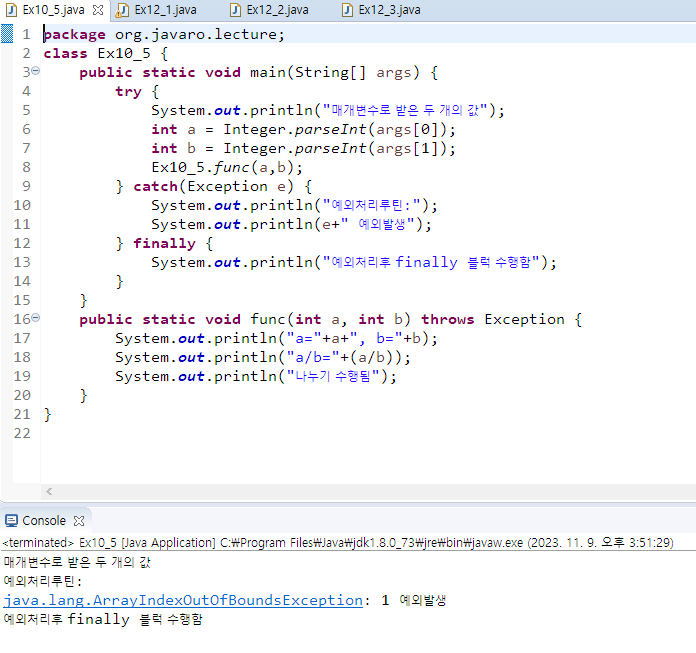 Ex10_5.java Ex12_1.java Ex12_2.java Ex12_3.java
1 package org.javaro.lecture;
2 class Ex10_5 {
3 public static void main(String[] args) {
4 try {
5 System.out.println("매개변수로 받은 두 개의 값");
6 int a = Integer.parseInt(args[0]);
7 int b = Integer.parseInt(args[1]);
8 Ex10_5.func(a,b);
9 } catch(Exception e) {
10 System.out.println("예외처리루틴:");
11 System.out.println(e+" 예외발생");
12 } finally {
13 System.out.println("예외처리후 finally 블럭 수행함");
14 }
15 }
16 public static void func(int a, int b) throws Exception {
17 System.out.println("a="+a+", b="+b);
18 System.out.println("a/b="+(a/b));
19 System.out.println("나누기 수행됨");
20 }
21 }
22
Console
<terminated> Ex10_5 [Java Application] C:₩Program Files₩Java₩jdk1.8.0_73₩jre₩bin₩javaw.exe (2023. 11. 9. 오후 3:51:29)
매개변수로 받은 두 개의 값
예외처리루틴:
java.lang.ArrayIndexOutOfBoundsException: 1 예외발생
예외처리후 finally 블럭 수행함